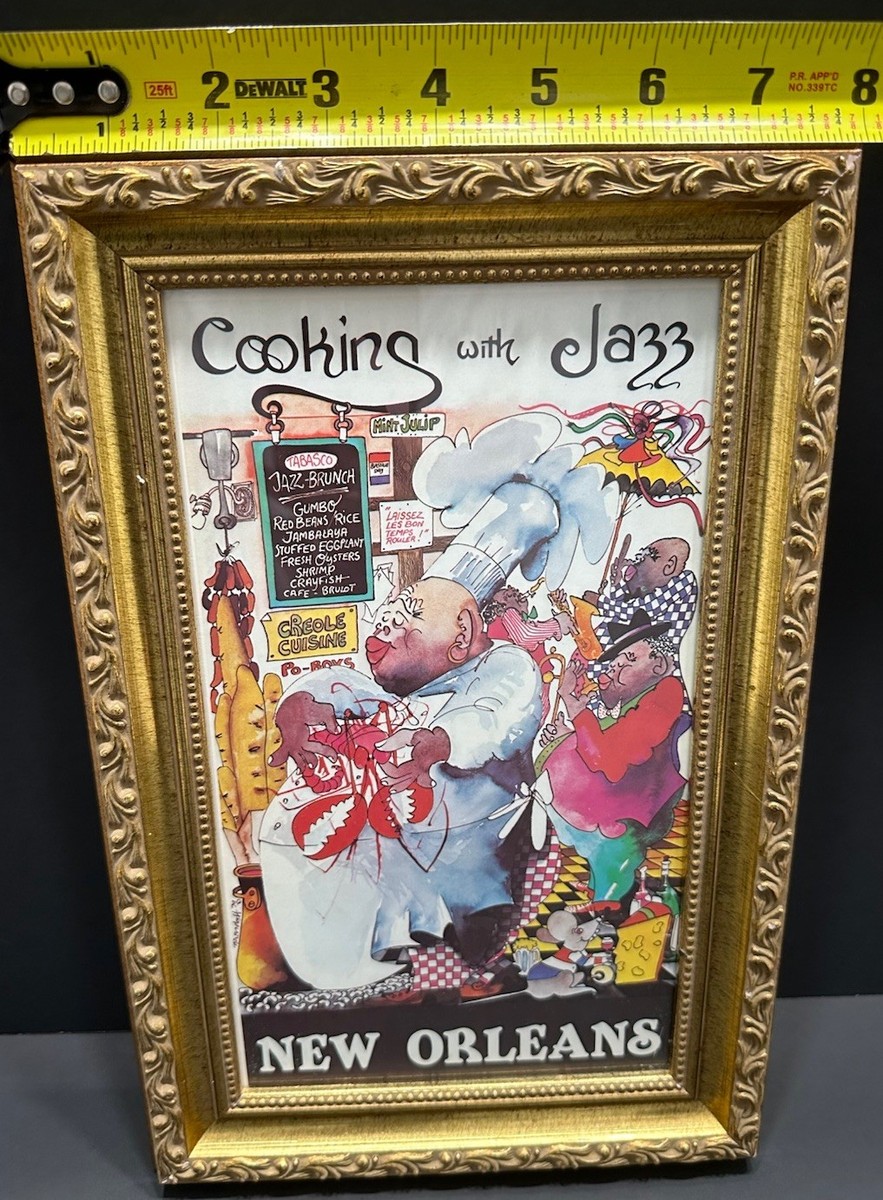 1
25ft 2 DEWALT 3 4 5 6 7 P.R. APP'D NO.339TC 8
1
Cooking with Jazz
MiNT JULIP
TABASCO
JAZZ-BRUNCH
GUMBO
RED BEANS RICE
JAMBALAYA
STUFFED EGGPLANT
FRESH OYSTERS
SHRIMP
CRAYFISH
CAFE - BRULOT
"LAISSEZ
LES BON
TEMPS
ROULER!"
CREOLE
CUISINE
PO-BOYS
NEW ORLEANS